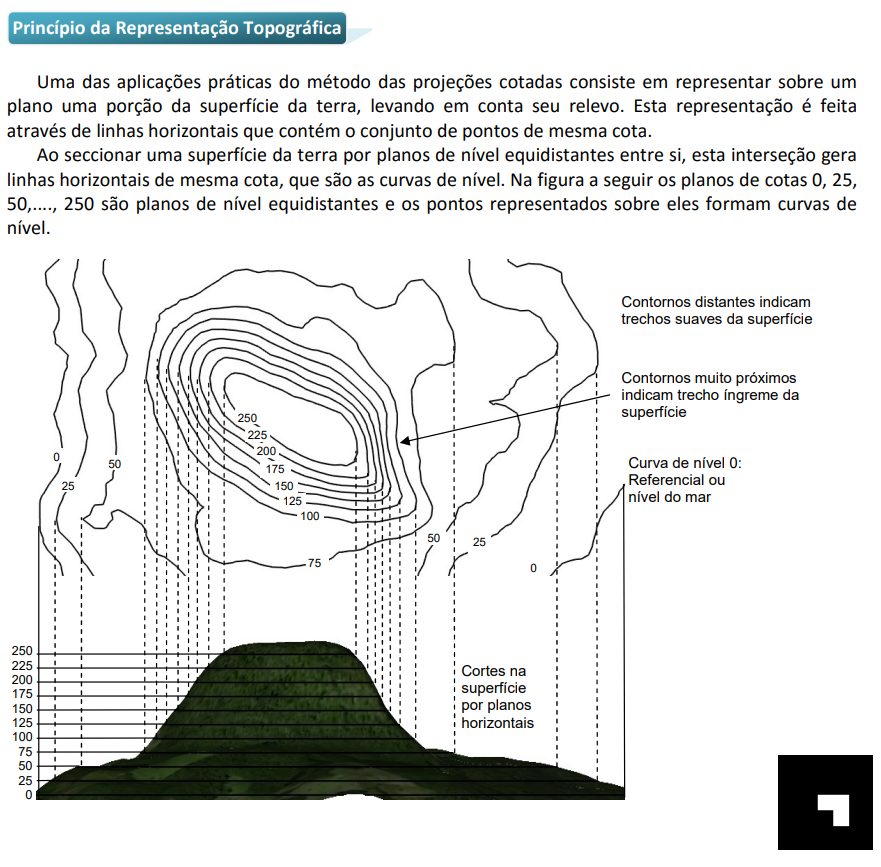 Princípio da Representação Topográfica
Uma das aplicações práticas do método das projeções cotadas consiste em representar sobre um
plano uma porção da superfície da terra, levando em conta seu relevo. Esta representação é feita
através de linhas horizontais que contém o conjunto de pontos de mesma cota.
Ao seccionar uma superfície da terra por planos de nível equidistantes entre si, esta interseção gera
linhas horizontais de mesma cota, que são as curvas de nível. Na figura a seguir os planos de cotas 0, 25,
50,...., 250 são planos de nível equidistantes e os pontos representados sobre eles formam curvas de
nível.
Contornos distantes indicam
trechos suaves da superfície
Contornos muito próximos
indicam trecho íngreme da
superfície
Curva de nível 0:
Referencial ou
nível do mar
0
25
50
250
225
200
175
150
125
100
75
50
25
0
Cortes na
superfície
por planos
horizontais
250
225
200
175
150
125
100
75
50
25
0